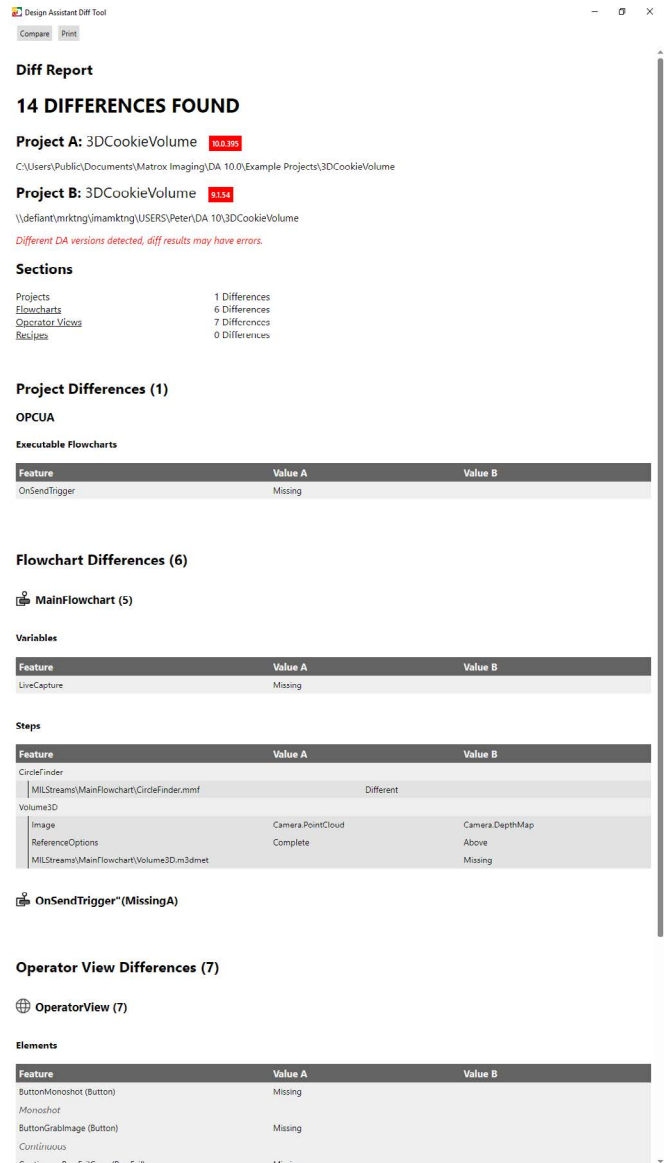 Design Assistant Diff Tool
Compare Print
Diff Report
14 DIFFERENCES FOUND
Project A: 3DCookieVolume 10.0.395
C:\Users\Public\Documents\Matrox Imaging\DA 10.0\Example Projects\3DCookieVolume
Project B: 3DCookieVolume 9.1.54
\\defiant\mrktng\imamktng\USERS\Peter\DA 10\3DCookieVolume
Different DA versions detected, diff results may have errors.
Sections
Projects 1 Differences
Flowcharts 6 Differences
Operator Views 7 Differences
Recipes 0 Differences
Project Differences (1)
OPCUA
Executable Flowcharts
Feature Value A Value B
OnSendTrigger Missing
Flowchart Differences (6)
MainFlowchart (5)
Variables
Feature Value A Value B
LiveCapture Missing
Steps
Feature Value A Value B
CircleFinder
MILStreams\MainFlowchart\CircleFinder.mmf Different
Volume3D
Image Camera.PointCloud Camera.DepthMap
ReferenceOptions Complete Above
MILStreams\MainFlowchart\Volume3D.m3dmet Missing
OnSendTrigger"(MissingA)
Operator View Differences (7)
OperatorView (7)
Elements
Feature Value A Value B
ButtonMonoshot (Button) Missing
Monoshot
ButtonGrabImage (Button) Missing
Continuous